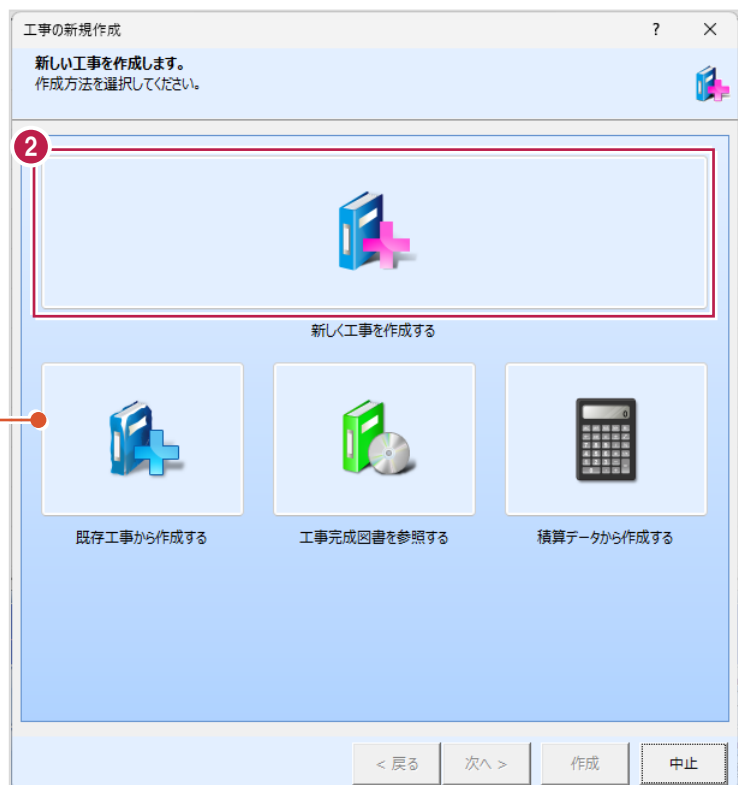 工事の新規作成
?
×
新しい工事を作成します。
作成方法を選択してください。
2
新しく工事を作成する
0
既存工事から作成する
工事完成図書を参照する
積算データから作成する
< 戻る
次へ >
作成
中止